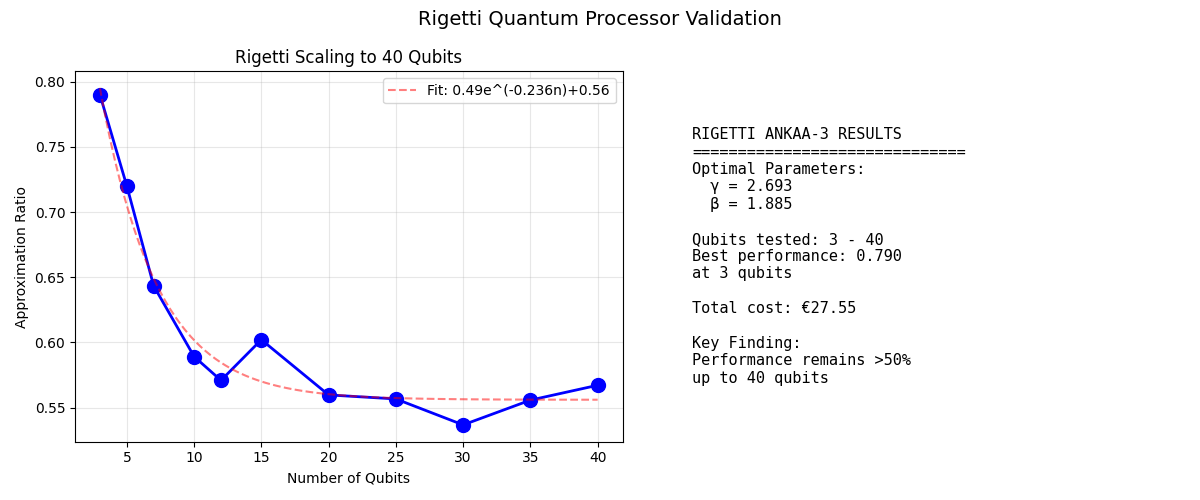 Rigetti Quantum Processor Validation
Rigetti Scaling to 40 Qubits
Fit: 0.49e^(-0.236n)+0.56
Approximation Ratio
0.80
0.75
0.70
0.65
0.60
0.55
5 10 15 20 25 30 35 40
Number of Qubits
RIGETTI ANKAA-3 RESULTS
==============================
Optimal Parameters:
γ = 2.693
β = 1.885
Qubits tested: 3 - 40
Best performance: 0.790
at 3 qubits
Total cost: €27.55
Key Finding:
Performance remains >50%
up to 40 qubits